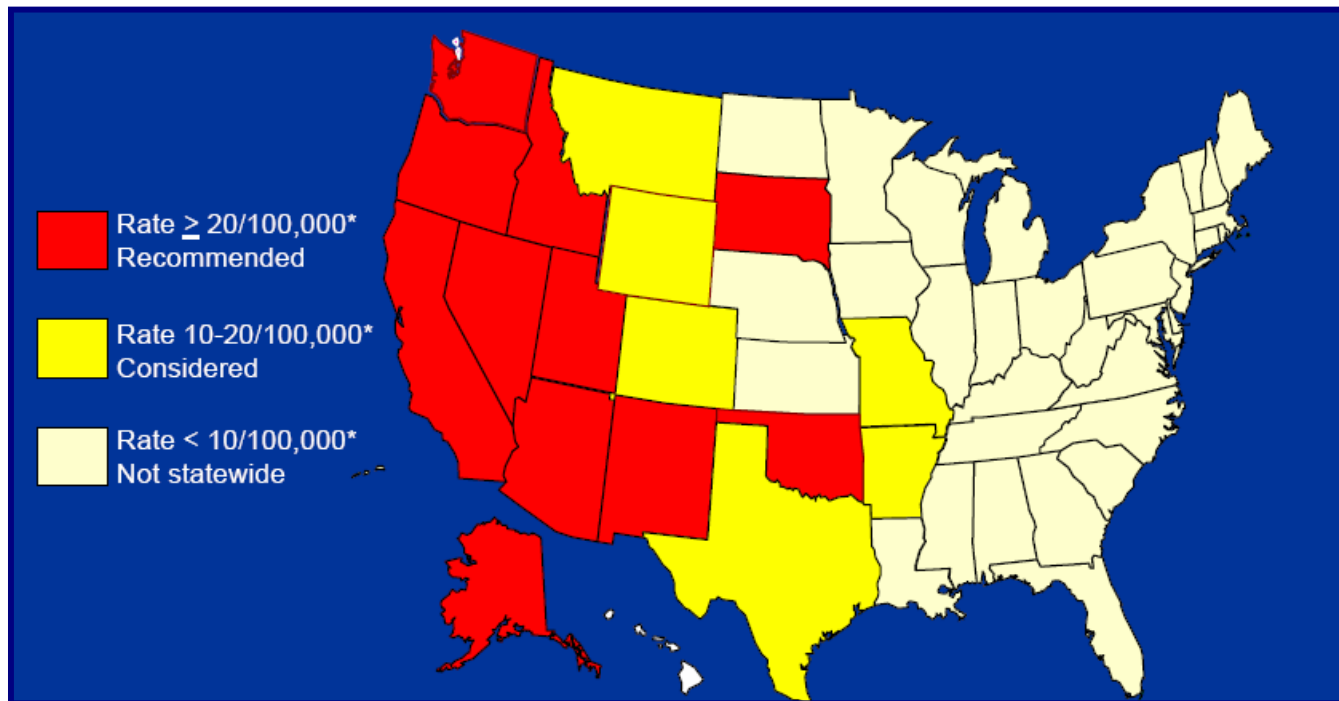 Rate ≥ 20/100,000*
Recommended
Rate 10-20/100,000*
Considered
Rate < 10/100,000*
Not statewide